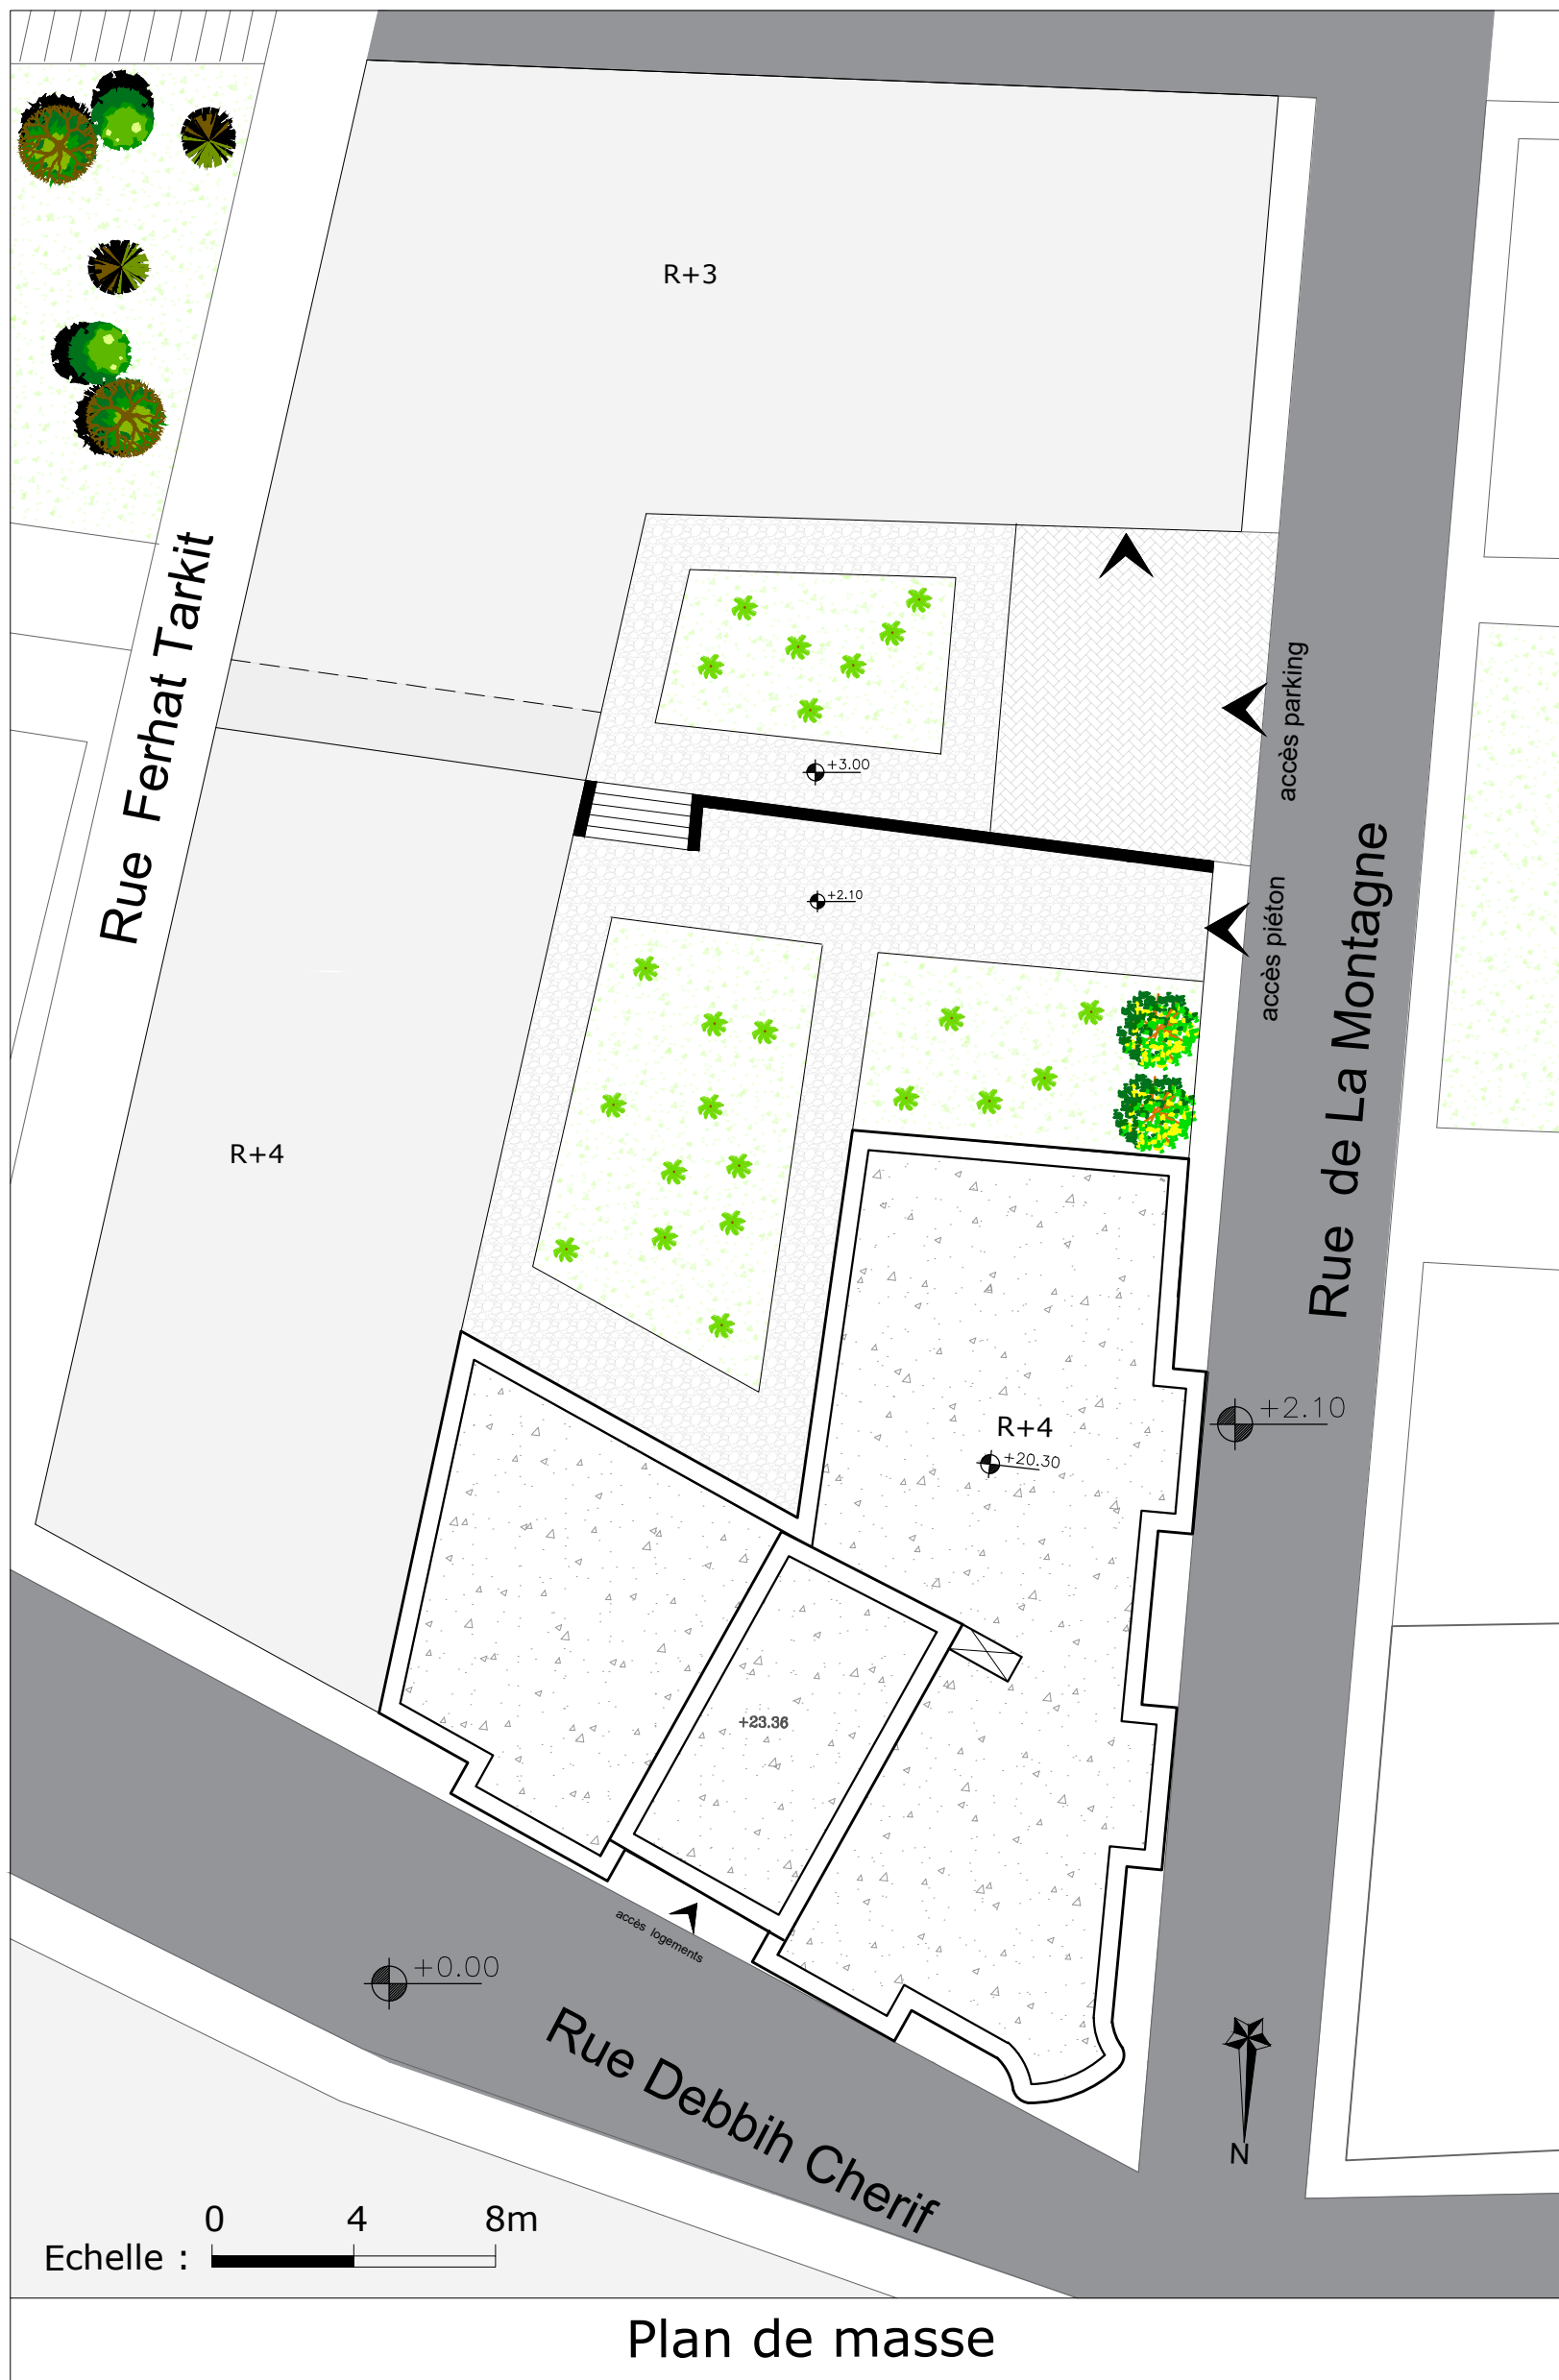 R+3
Rue Ferhat Tarkit
accès parking
+3.00
+2.10
accès piéton
Rue de La Montagne
R+4
R+4
+2.10
+20.30
+23.36
accès logements
+0.00
Rue Debbih Cherif
N
0 4 8m
Echelle :
Plan de masse